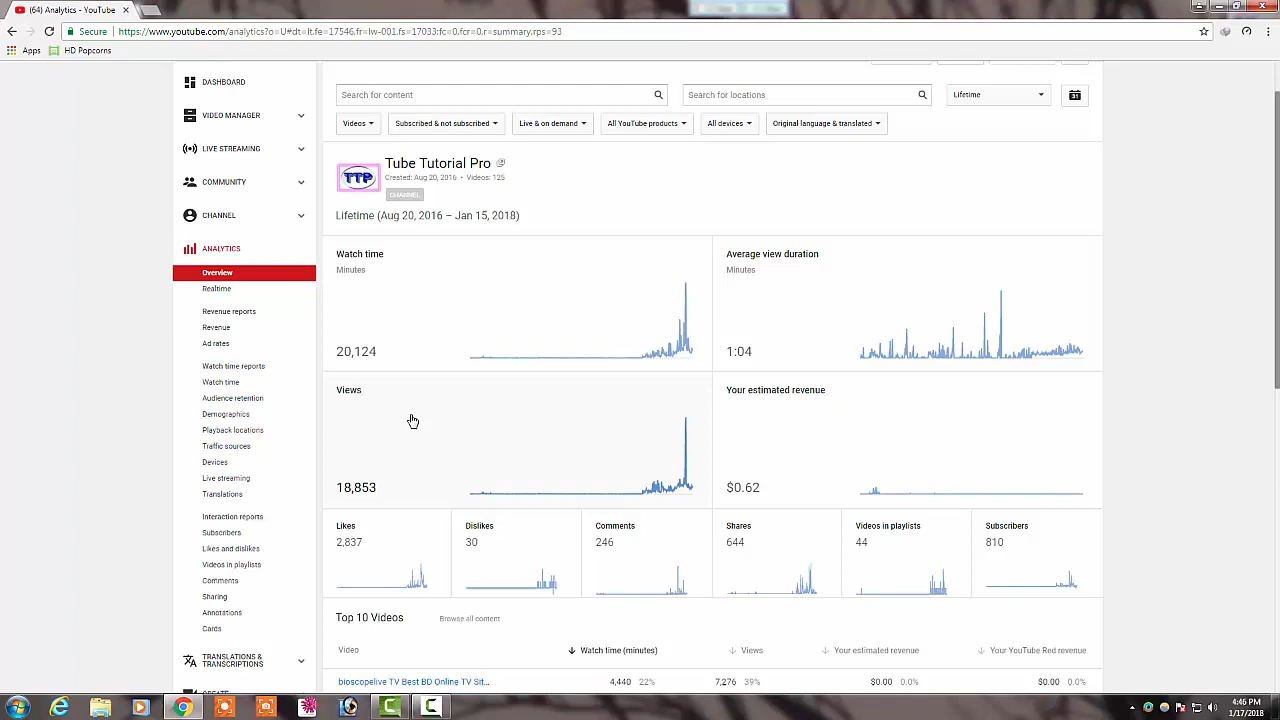 (64) Analytics - YouTube
Secure https://www.youtube.com/analytics?o=U#dt=lt,fe=17546,fr=lw-001,fs=17033;fc=0,fcr=0,r=summary,rps=93
Apps HD Popcorns
DASHBOARD
VIDEO MANAGER
LIVE STREAMING
COMMUNITY
CHANNEL
ANALYTICS
Overview
Realtime
Revenue reports
Revenue
Ad rates
Watch time reports
Watch time
Audience retention
Demographics
Playback locations
Traffic sources
Devices
Live streaming
Translations
Interaction reports
Subscribers
Likes and dislikes
Videos in playlists
Comments
Sharing
Annotations
Cards
TRANSLATIONS &
TRANSCRIPTIONS
Search for content Search for locations Lifetime 31
Videos Subscribed & not subscribed Live & on demand All YouTube products All devices Original language & translated
TTP
Tube Tutorial Pro
Created: Aug 20, 2016 • Videos: 125
CHANNEL
Lifetime (Aug 20, 2016 – Jan 15, 2018)
Watch time
Minutes
20,124
Average view duration
Minutes
1:04
Views
18,853
Your estimated revenue
$0.62
Likes Dislikes Comments Shares Videos in playlists Subscribers
2,837 30 246 644 44 810
Top 10 Videos Browse all content
Video Watch time (minutes) Views Your estimated revenue Your YouTube Red revenue
bioscopelive TV Best BD Online TV Sit... 4,440 22% 7,276 39% $0.00 0.0% $0.00 0.0%
4:45 PM
1/17/2018